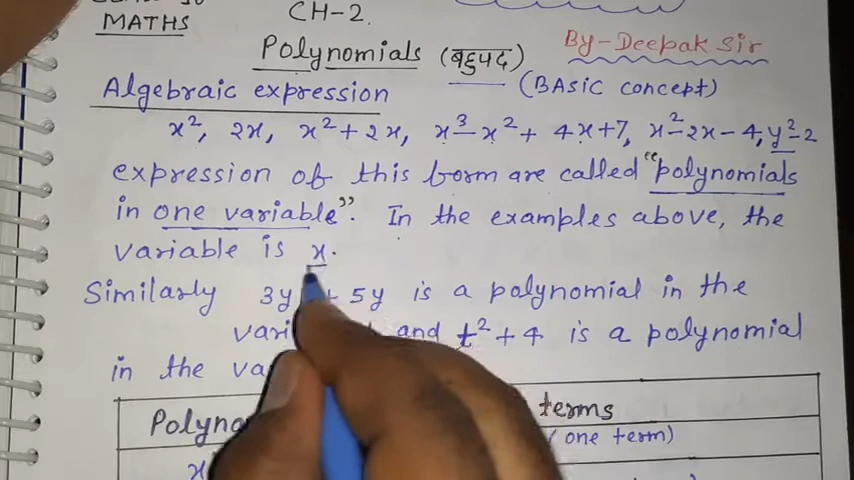 MATHS
CH-2.
Polynomials (बहुपद)
By-Deepak Sir
Algebraic expression
(BASIC concept)
x², 2x, x²+2x, x³-x²+4x+7, x²-2x-4, y²-2
expression of this form are called "polynomials
in one variable". In the examples above, the
variable is x.
Similarly 3y + 5y is a polynomial in the
and t²+4 is a polynomial
in the
terms
(one term)